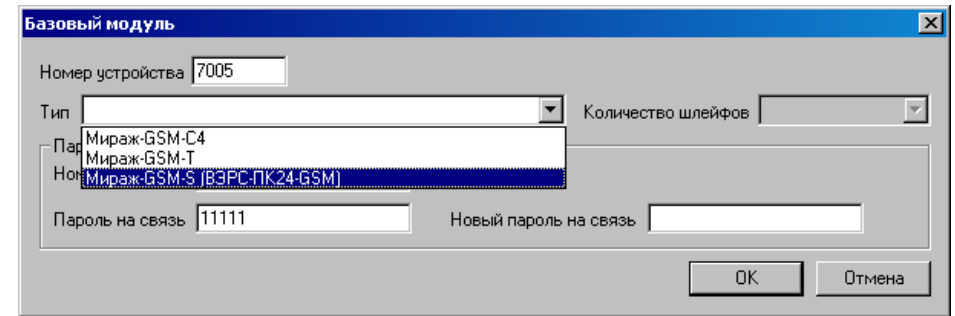 Базовый модуль
Номер устройства 7005
Тип Количество шлейфов
Мираж-GSM-C4
Мираж-GSM-T
Мираж-GSM-S (ВЭРС-ПК24-GSM)
Пароль на связь 11111 Новый пароль на связь
OK Отмена